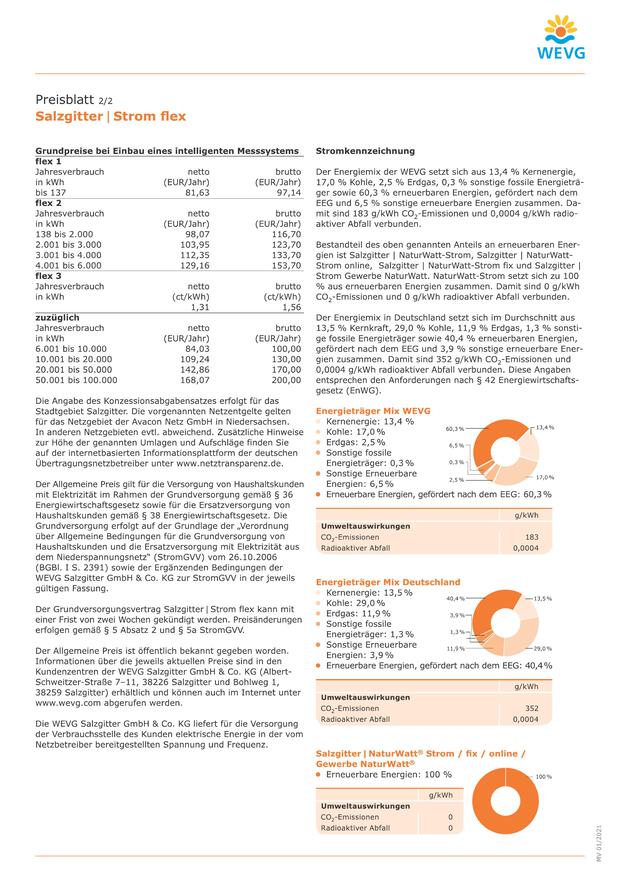 WEVG
Preisblatt 2/2
Salzgitter | Strom flex
Grundpreise bei Einbau eines intelligenten Messsystems
flex 1
Jahresverbrauch netto brutto
in kWh (EUR/Jahr) (EUR/Jahr)
bis 137 81,63 97,14
flex 2
Jahresverbrauch netto brutto
in kWh (EUR/Jahr) (EUR/Jahr)
138 bis 2.000 98,07 116,70
2.001 bis 3.000 103,95 123,70
3.001 bis 4.000 112,35 133,70
4.001 bis 6.000 129,16 153,70
flex 3
Jahresverbrauch netto brutto
in kWh (ct/kWh) (ct/kWh)
1,31 1,56
zuzüglich
Jahresverbrauch netto brutto
in kWh (EUR/Jahr) (EUR/Jahr)
6.001 bis 10.000 84,03 100,00
10.001 bis 20.000 109,24 130,00
20.001 bis 50.000 142,86 170,00
50.001 bis 100.000 168,07 200,00
Die Angabe des Konzessionsabgabensatzes erfolgt für das
Stadtgebiet Salzgitter. Die vorgenannten Netzentgelte gelten
für das Netzgebiet der Avacon Netz GmbH in Niedersachsen.
In anderen Netzgebieten evtl. abweichend. Zusätzliche Hinweise
zur Höhe der genannten Umlagen und Aufschläge finden Sie
auf der internetbasierten Informationsplattform der deutschen
Übertragungsnetzbetreiber unter www.netztransparenz.de.
Der Allgemeine Preis gilt für die Versorgung von Haushaltskunden
mit Elektrizität im Rahmen der Grundversorgung gemäß § 36
Energiewirtschaftsgesetz sowie für die Ersatzversorgung von
Haushaltskunden gemäß § 38 Energiewirtschaftsgesetz. Die
Grundversorgung erfolgt auf der Grundlage der „Verordnung
über Allgemeine Bedingungen für die Grundversorgung von
Haushaltskunden und die Ersatzversorgung mit Elektrizität aus
dem Niederspannungsnetz“ (StromGVV) vom 26.10.2006
(BGBl. I S. 2391) sowie der Ergänzenden Bedingungen der
WEVG Salzgitter GmbH & Co. KG zur StromGVV in der jeweils
gültigen Fassung.
Der Grundversorgungsvertrag Salzgitter | Strom flex kann mit
einer Frist von zwei Wochen gekündigt werden. Preisänderungen
erfolgen gemäß § 5 Absatz 2 und § 5a StromGVV.
Der Allgemeine Preis ist öffentlich bekannt gegeben worden.
Informationen über die jeweils aktuellen Preise sind in den
Kundenzentren der WEVG Salzgitter GmbH & Co. KG (Albert-
Schweitzer-Straße 7–11, 38226 Salzgitter und Bohlweg 1,
38259 Salzgitter) erhältlich und können auch im Internet unter
www.wevg.com abgerufen werden.
Die WEVG Salzgitter GmbH & Co. KG liefert für die Versorgung
der Verbrauchsstelle des Kunden elektrische Energie in der vom
Netzbetreiber bereitgestellten Spannung und Frequenz.
Stromkennzeichnung
Der Energiemix der WEVG setzt sich aus 13,4 % Kernenergie,
17,0 % Kohle, 2,5 % Erdgas, 0,3 % sonstige fossile Energieträ-
ger sowie 60,3 % erneuerbaren Energien, gefördert nach dem
EEG und 6,5 % sonstige erneuerbare Energien zusammen. Da-
mit sind 183 g/kWh CO₂-Emissionen und 0,0004 g/kWh radio-
aktiver Abfall verbunden.
Bestandteil des oben genannten Anteils an erneuerbaren Ener-
gien ist Salzgitter | NaturWatt-Strom, Salzgitter | NaturWatt-
Strom online, Salzgitter | NaturWatt-Strom fix und Salzgitter |
Strom Gewerbe NaturWatt. NaturWatt-Strom setzt sich zu 100
% aus erneuerbaren Energien zusammen. Damit sind 0 g/kWh
CO₂-Emissionen und 0 g/kWh radioaktiver Abfall verbunden.
Der Energiemix in Deutschland setzt sich im Durchschnitt aus
13,5 % Kernkraft, 29,0 % Kohle, 11,9 % Erdgas, 1,3 % sonsti-
ge fossile Energieträger sowie 40,4 % erneuerbare Energien,
gefördert nach dem EEG und 3,9 % sonstige erneuerbare Ener-
gien zusammen. Damit sind 352 g/kWh CO₂-Emissionen und
0,0004 g/kWh radioaktiver Abfall verbunden. Diese Angaben
entsprechen den Anforderungen nach § 42 Energiewirtschafts-
gesetz (EnWG).
Energieträger Mix WEVG
Kernenergie: 13,4 %
Kohle: 17,0 %
Erdgas: 2,5 %
Sonstige fossile
Energieträger: 0,3 %
Sonstige Erneuerbare
Energien: 6,5 %
Erneuerbare Energien, gefördert nach dem EEG: 60,3 %
60,3 %
6,5 %
0,3 %
2,5 %
13,4 %
17,0 %
g/kWh
Umweltauswirkungen
CO₂-Emissionen 183
Radioaktiver Abfall 0,0004
Energieträger Mix Deutschland
Kernenergie: 13,5 %
Kohle: 29,0 %
Erdgas: 11,9 %
Sonstige fossile
Energieträger: 1,3 %
Sonstige Erneuerbare
Energien: 3,9 %
Erneuerbare Energien, gefördert nach dem EEG: 40,4 %
40,4 %
3,9 %
1,3 %
11,9 %
13,5 %
29,0 %
g/kWh
Umweltauswirkungen
CO₂-Emissionen 352
Radioaktiver Abfall 0,0004
Salzgitter | NaturWatt® Strom / fix / online /
Gewerbe NaturWatt®
Erneuerbare Energien: 100 %
100 %
g/kWh
Umweltauswirkungen
CO₂-Emissionen 0
Radioaktiver Abfall 0
MV 01/2021